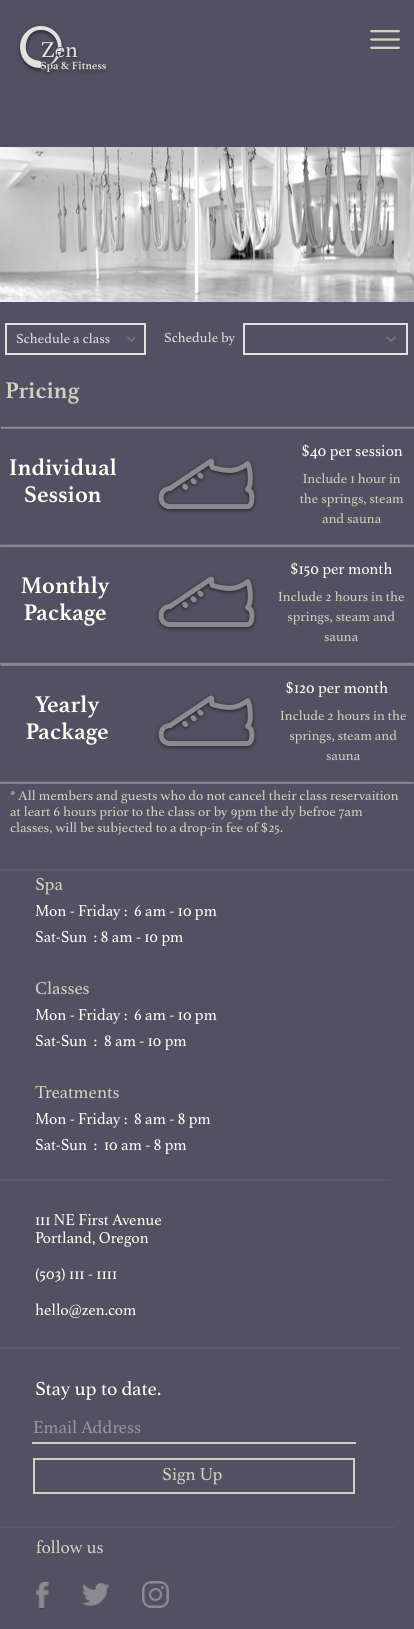 Zen
Spa & Fitness
Schedule a class
Schedule by
Pricing
Individual
Session
$40 per session
Include 1 hour in
the springs, steam
and sauna
Monthly
Package
$150 per month
Include 2 hours in the
springs, steam and
sauna
Yearly
Package
$120 per month
Include 2 hours in the
springs, steam and
sauna
* All members and guests who do not cancel their class reservaition
at leart 6 hours prior to the class or by 9pm the dy befroe 7am
classes, will be subjected to a drop-in fee of $25.
Spa
Mon - Friday : 6 am - 10 pm
Sat-Sun : 8 am - 10 pm
Classes
Mon - Friday : 6 am - 10 pm
Sat-Sun : 8 am - 10 pm
Treatments
Mon - Friday : 8 am - 8 pm
Sat-Sun : 10 am - 8 pm
111 NE First Avenue
Portland, Oregon
(503) 111 - 1111
hello@zen.com
Stay up to date.
Email Address
Sign Up
follow us